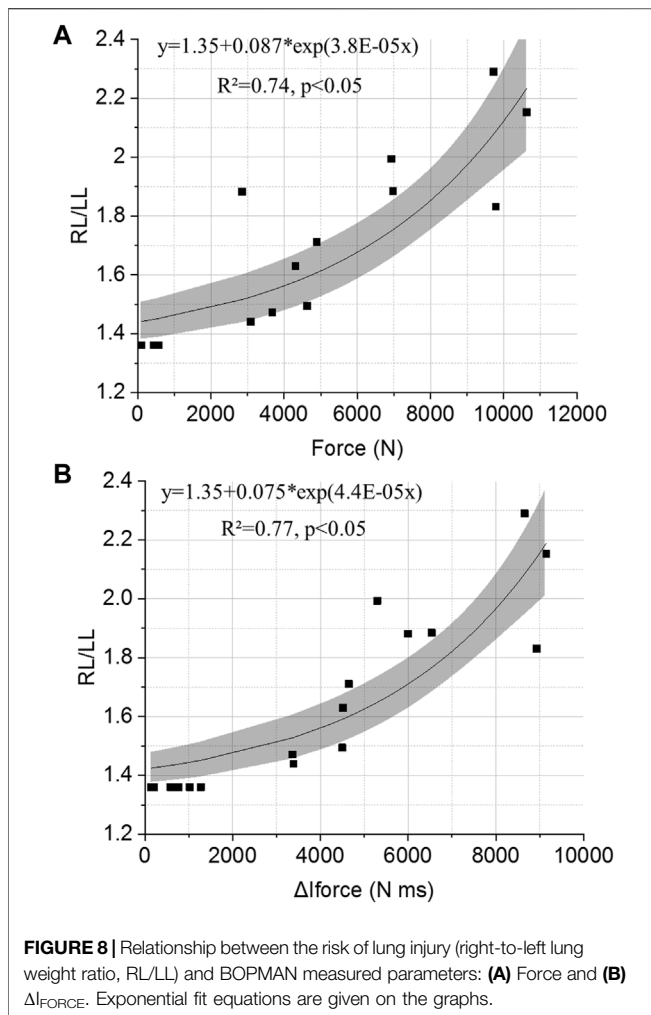 A
y=1.35+0.087*exp(3.8E-05x)
R²=0.74, p<0.05
2.4
2.2
2
1.8
1.6
1.4
1.2
RL/LL
0 2000 4000 6000 8000 10000 12000
Force (N)
B
y=1.35+0.075*exp(4.4E-05x)
R²=0.77, p<0.05
2.4
2.2
2.0
1.8
1.6
1.4
1.2
RL/LL
0 2000 4000 6000 8000 10000
ΔIforce (N ms)
FIGURE 8 | Relationship between the risk of lung injury (right-to-left lung
weight ratio, RL/LL) and BOPMAN measured parameters: (A) Force and (B)
ΔI_FORCE. Exponential fit equations are given on the graphs.